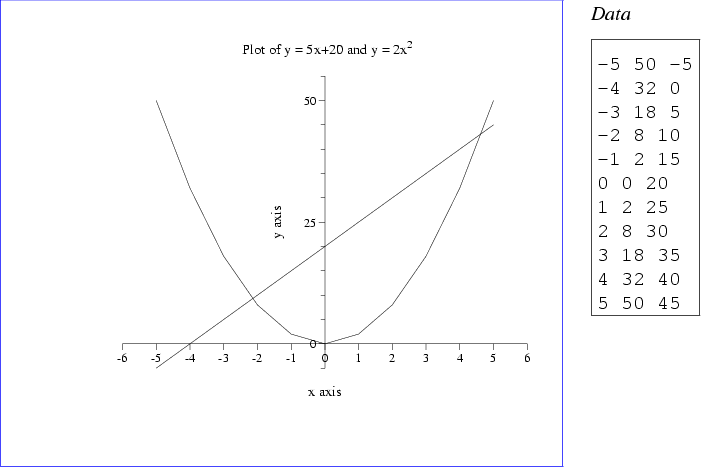 Plot of y = 5x+20 and y = 2x²
50
25
0
y axis
-6 -5 -4 -3 -2 -1 0 1 2 3 4 5 6
x axis
Data
-5 50 -5
-4 32 0
-3 18 5
-2 8 10
-1 2 15
0 0 20
1 2 25
2 8 30
3 18 35
4 32 40
5 50 45